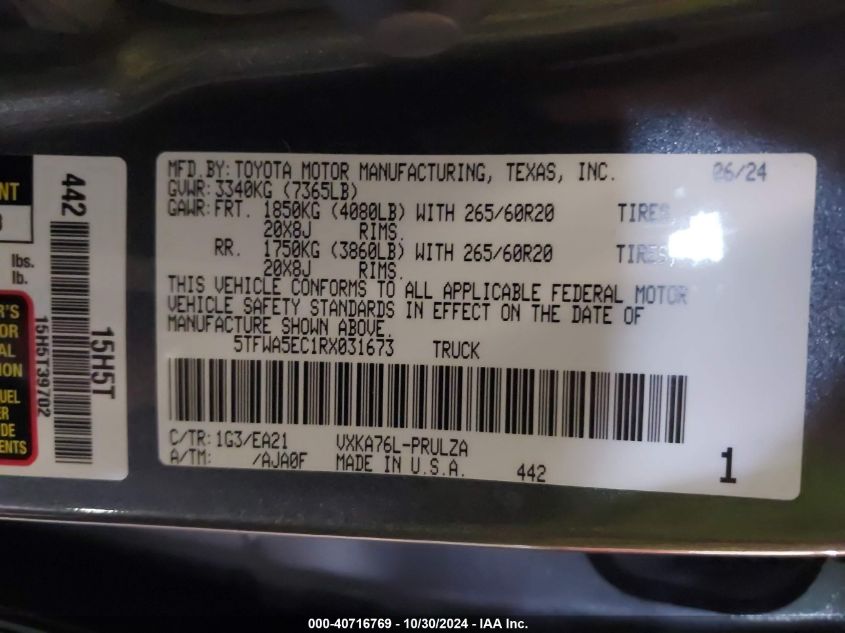 MFD.BY:TOYOTA MOTOR MANUFACTURING, TEXAS, INC. 06/24
GVWR:3340KG (7365LB)
GAWR:FRT. 1850KG (4080LB) WITH 265/60R20 TIRES,
20X8J RIMS.
RR. 1750KG (3860LB) WITH 265/60R20 TIRES,
20X8J RIMS.
THIS VEHICLE CONFORMS TO ALL APPLICABLE FEDERAL MOTOR
VEHICLE SAFETY STANDARDS IN EFFECT ON THE DATE OF
MANUFACTURE SHOWN ABOVE.
5TFWA5EC1RX031673 TRUCK
C/TR:1G3/EA21 VXKA76L-PRULZA
A/TM: /AJA0F MADE IN U.S.A. 442
1
442
15H5T
15H5T39702
lbs.
lb.
000-40716769 - 10/30/2024 - IAA Inc.